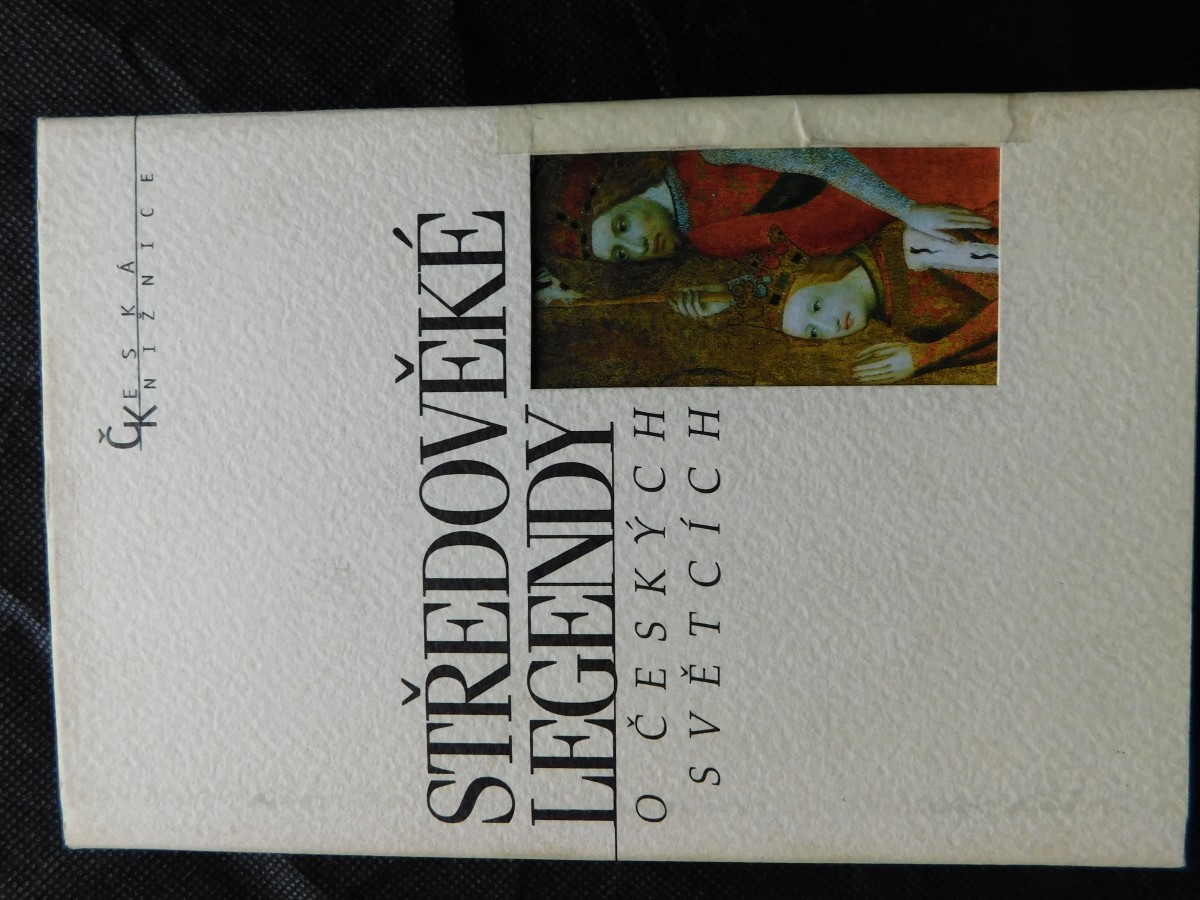 ČESKÁ
KNIŽNICE
STŘEDOVĚKÉ
LEGENDY
O ČESKÝCH
SVĚTCÍCH